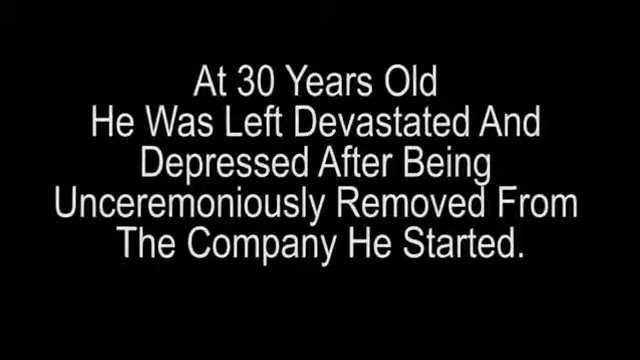 At 30 Years Old
He Was Left Devastated And
Depressed After Being
Unceremoniously Removed From
The Company He Started.